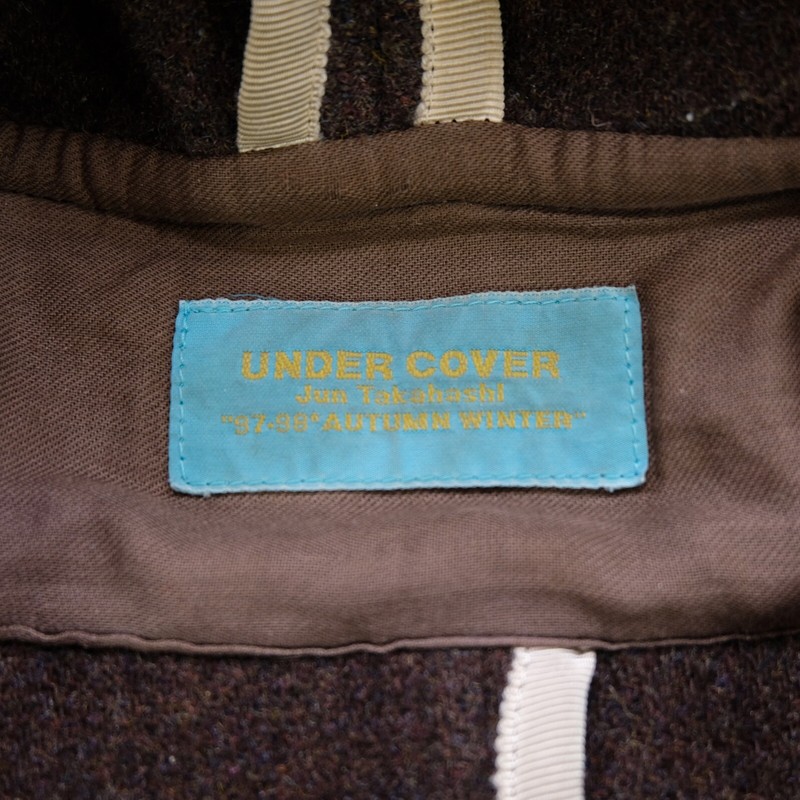 UNDER COVER
Jun Takahashi
"97-98" AUTUMN WINTER"